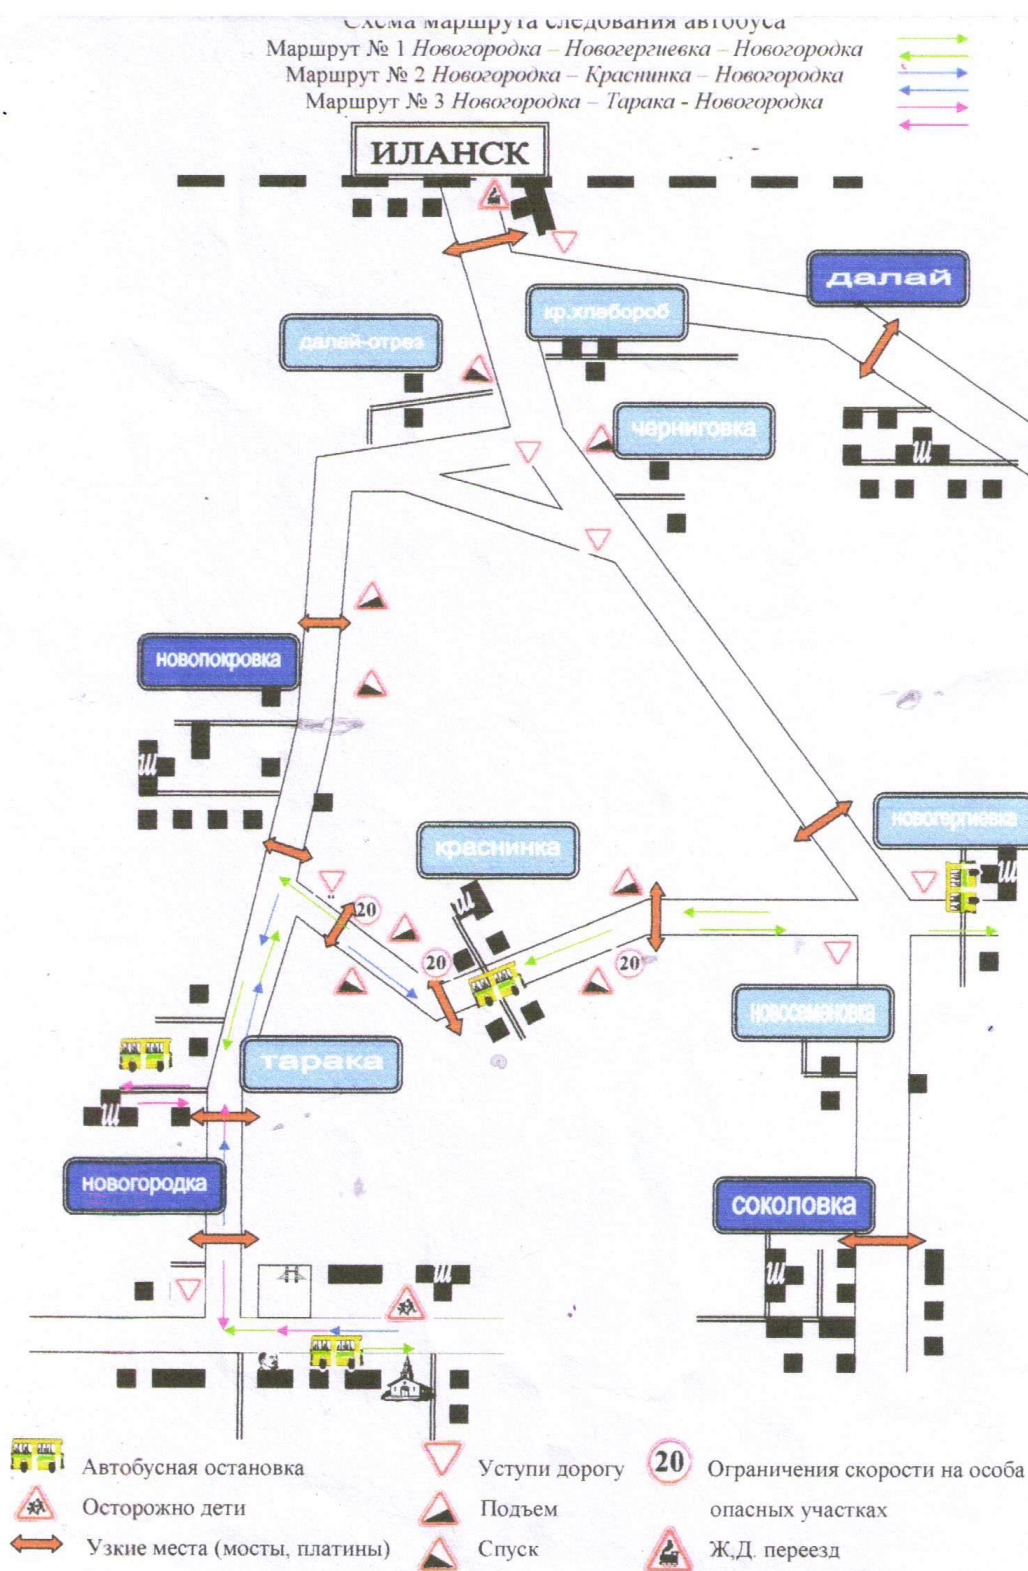 Схема маршрута следования автобуса
Маршрут № 1 Новогородка – Новогергиевка – Новогородка
Маршрут № 2 Новогородка – Краснинка – Новогородка
Маршрут № 3 Новогородка – Тарака - Новогородка
ИЛАНСК
далай
кр.хлебороб
далай-отрез
черниговка
Ш
новопокровка
Ш
новогергиевка
краснинка
Ш
Ш
20
20
20
новосеменовка
тарака
Ш
новогородка
соколовка
Ш
Ш
Автобусная остановка
Уступи дорогу
20
Ограничения скорости на особа
опасных участках
Осторожно дети
Подъем
Узкие места (мосты, платины)
Спуск
Ж,Д. переезд